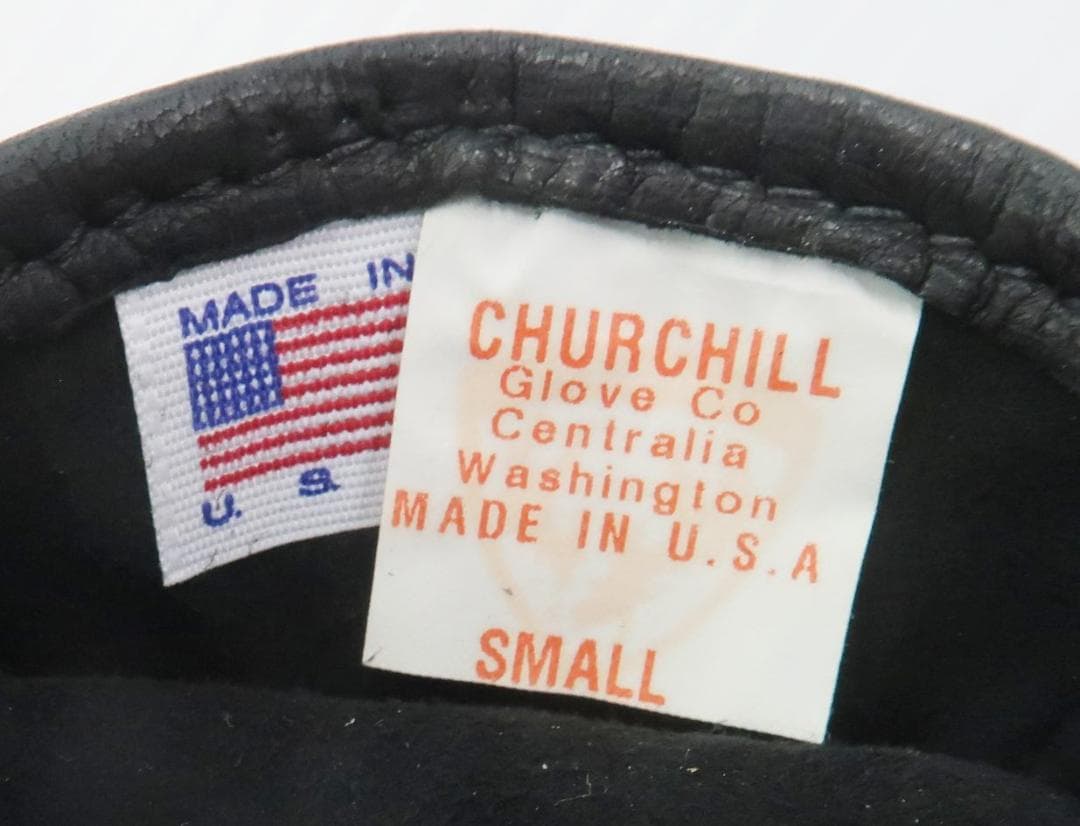 MADE IN
U. S.
CHURCHILL
Glove Co
Centralia
Washington
MADE IN U.S.A
SMALL